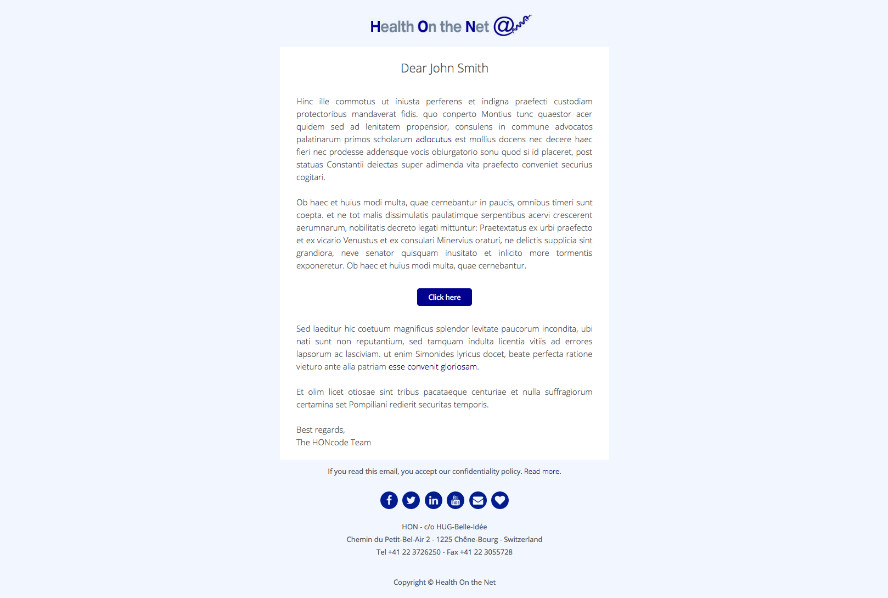 Health On the Net @
Dear John Smith
Hinc ille commotus ut iniusta perferens et indigna praefecti custodiam
protectoribus mandaverat fidis. quo conperto Montius tunc quaestor acer
quidem sed ad lenitatem propensior, consulens in commune advocatos
palatinarum primos scholarum adlocutus est mollius docens nec decere haec
fieri nec prodesse addensque vocis obiurgatorio sonu quod si id placeret, post
statuas Constantii deiectas super adimenda vita praefecto conveniet securius
cogitari.
Ob haec et huius modi multa, quae cernebantur in paucis, omnibus timeri sunt
coepta. et ne tot malis dissimulatis paulatimque serpentibus acervi crescerent
aerumnarum, nobilitatis decreto legati mittuntur: Praetextatus ex urbi praefecto
et ex vicario Venustus et ex consulari Minervius oraturi, ne delictis supplicia sint
grandiora, neve senator quisquam inusitato et inlicito more tormentis
exponeretur. Ob haec et huius modi multa, quae cernebantur.
Click here
Sed laeditur hic coetuum magnificus splendor levitate paucorum incondita, ubi
nati sunt non reputantium, sed tamquam indulta licentia vitiis ad errores
lapsorum ac lasciviam. ut enim Simonides lyricus docet, beate perfecta ratione
vieturo ante alia patriam esse convenit gloriosam.
Et olim licet otiosae sint tribus pacataeque centuriae et nulla suffragiorum
certamina set Pompiliani redierit securitas temporis.
Best regards,
The HONcode Team
If you read this email, you accept our confidentiality policy. Read more.
HON - c/o HUG-Belle-Idée
Chemin du Petit-Bel-Air 2 - 1225 Chêne-Bourg - Switzerland
Tel +41 22 3726250 - Fax +41 22 3055728
Copyright © Health On the Net